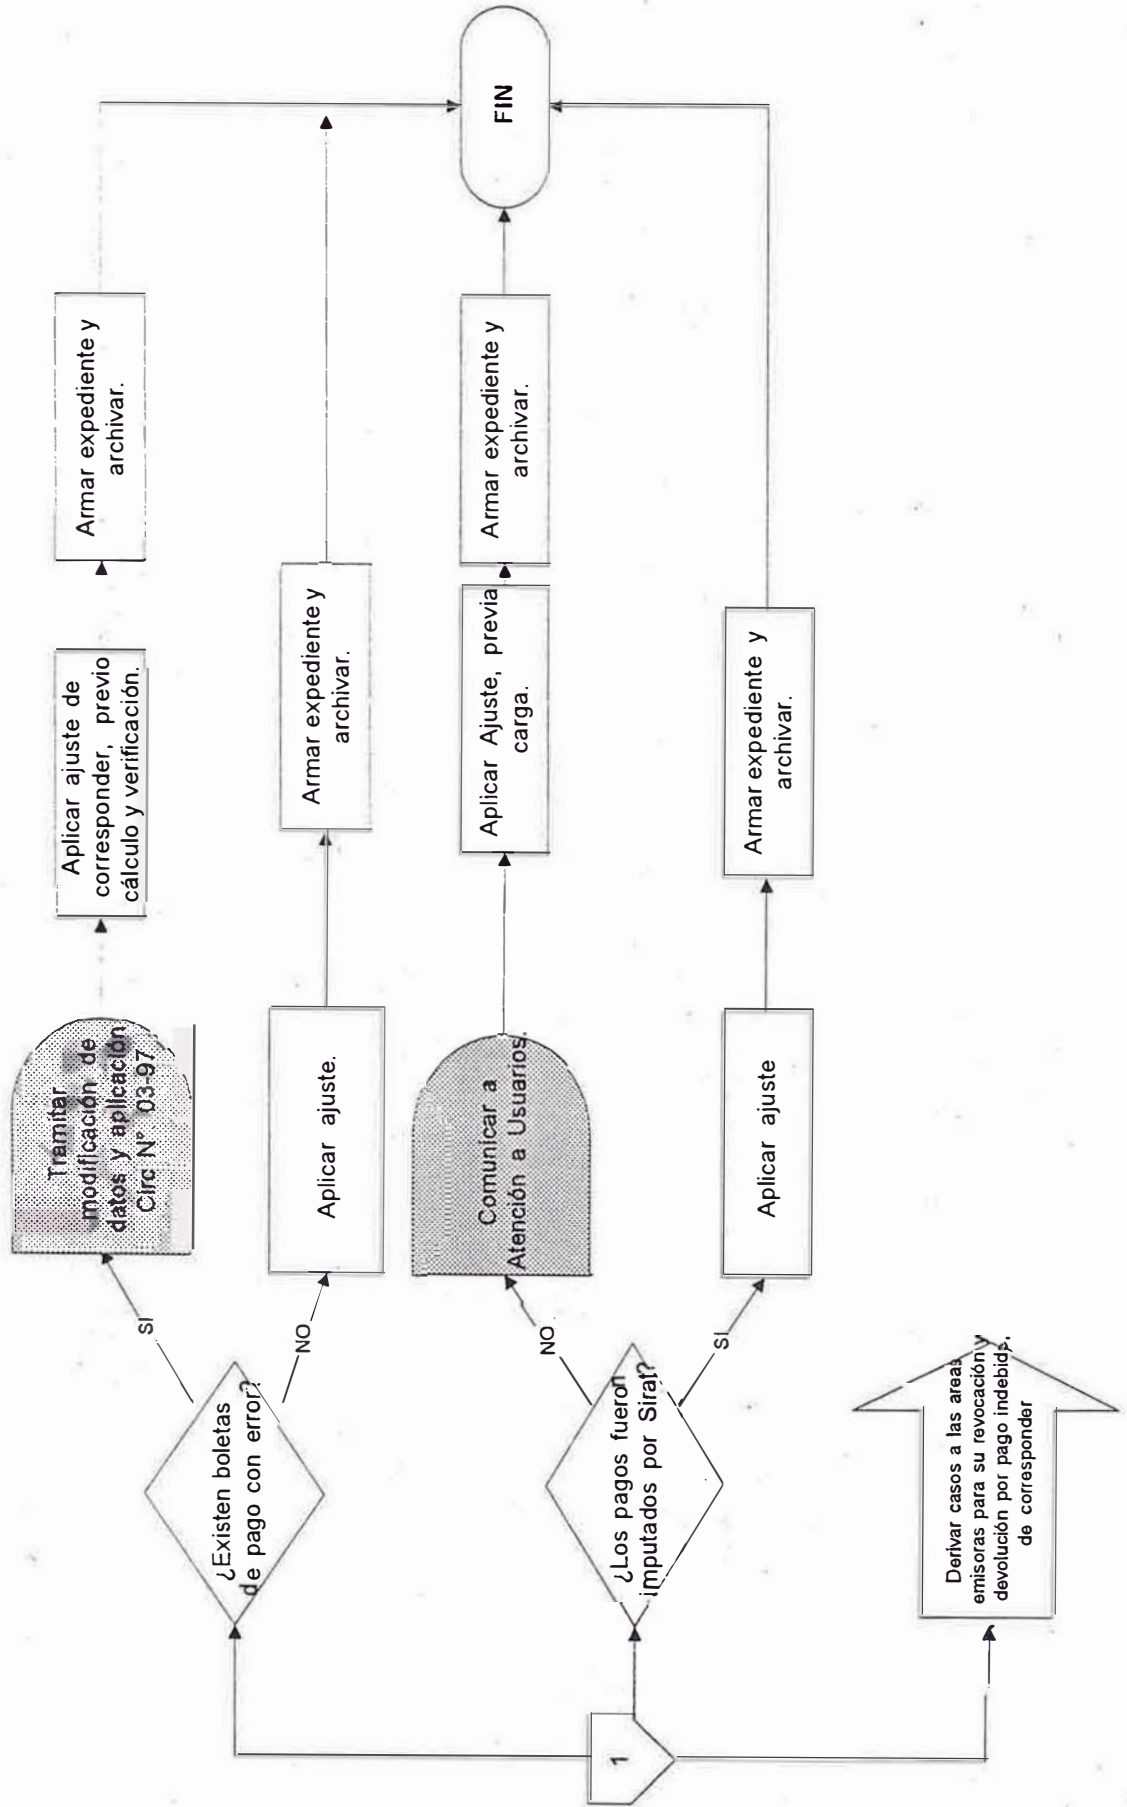 1
¿Existen boletas
de pago con error?
SI
Tramitar
modificación de
datos y aplicación
Circ N° 03-97
Aplicar ajuste de
corresponder, previo
cálculo y verificación.
Armar expediente y
archivar.
NO
Aplicar ajuste.
Armar expediente y
archivar.
¿Los pagos fueron
imputados por Sirat?
NO
Comunicar a
Atención a Usuarios.
Aplicar Ajuste, previa
carga.
Armar expediente y
archivar.
FIN
SI
Aplicar ajuste
Armar expediente y
archivar.
Derivar casos a las areas
emisoras para su revocación y
devolución por pago indebido,
de corresponder